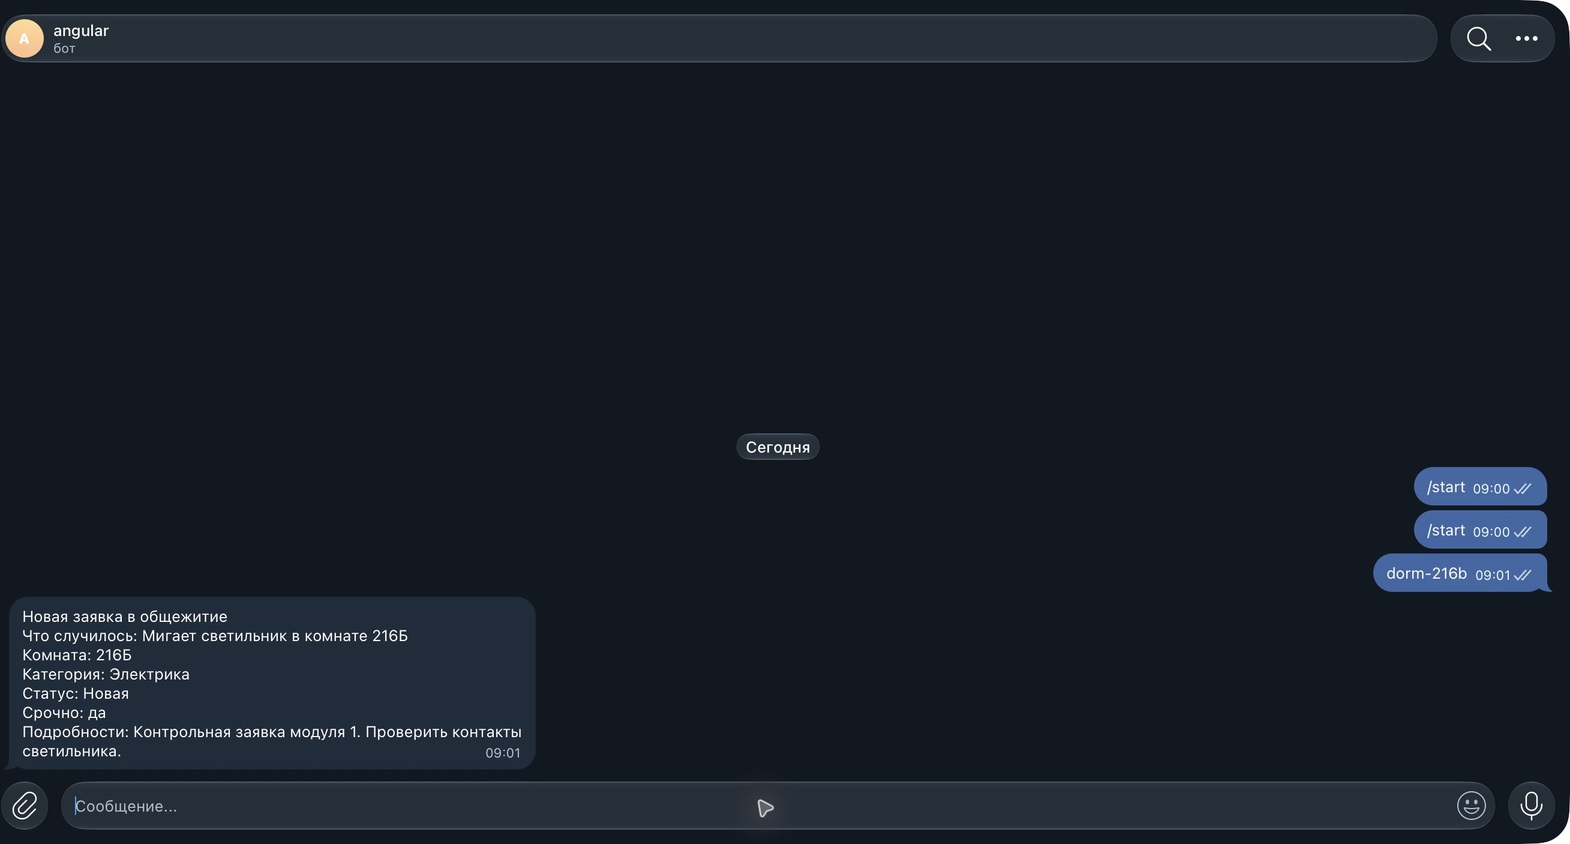 A
angular
бот
Сегодня
/start 09:00
/start 09:00
dorm-216b 09:01
Новая заявка в общежитие
Что случилось: Мигает светильник в комнате 216Б
Комната: 216Б
Категория: Электрика
Статус: Новая
Срочно: да
Подробности: Контрольная заявка модуля 1. Проверить контакты
светильника. 09:01
Сообщение...